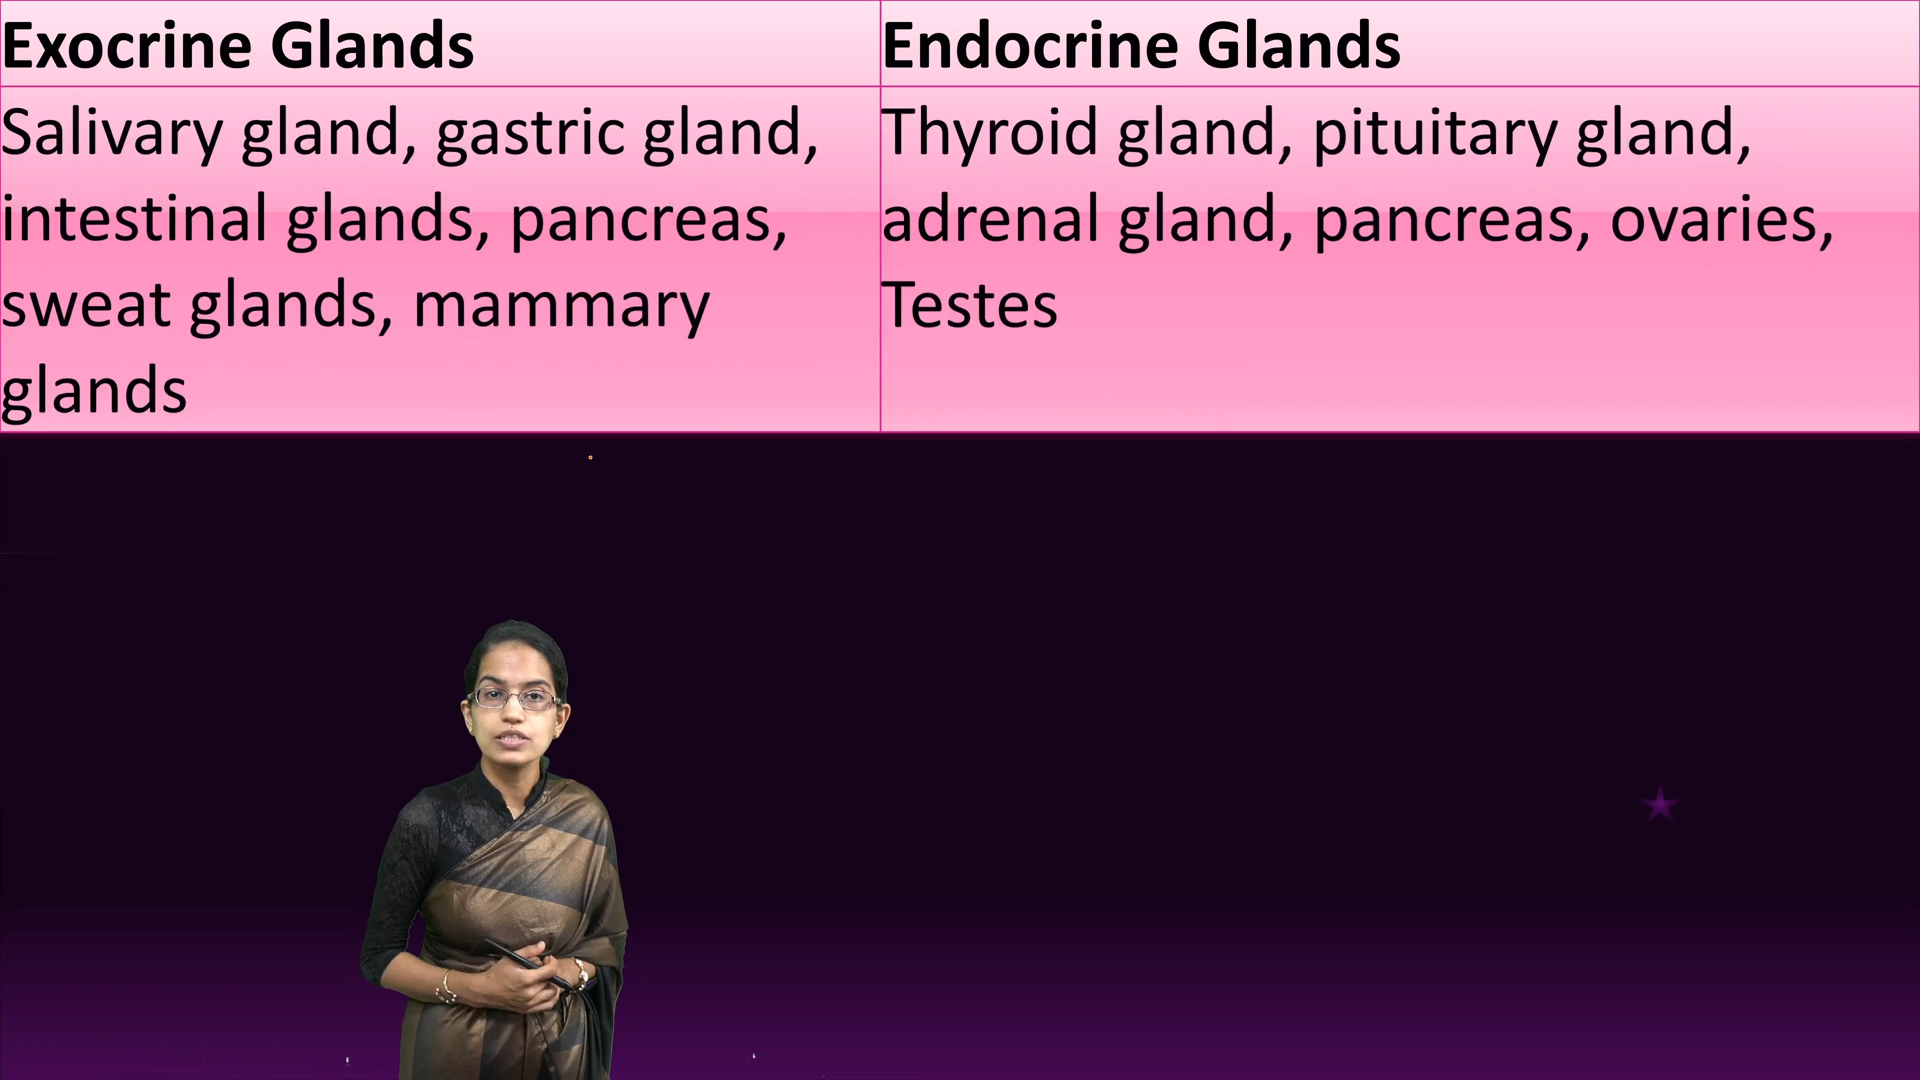 Exocrine Glands
Endocrine Glands
Salivary gland, gastric gland,
intestinal glands, pancreas,
sweat glands, mammary
glands
Thyroid gland, pituitary gland,
adrenal gland, pancreas, ovaries,
Testes